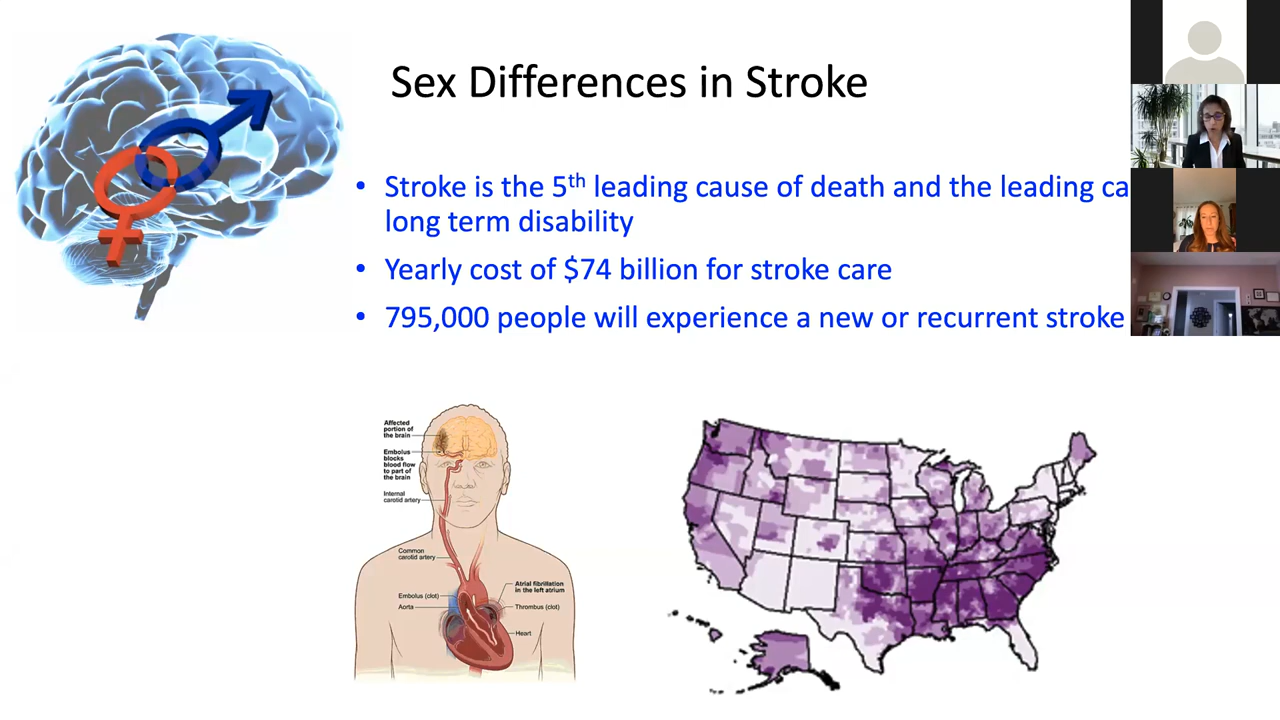 Sex Differences in Stroke
• Stroke is the 5th leading cause of death and the leading ca
long term disability
• Yearly cost of $74 billion for stroke care
• 795,000 people will experience a new or recurrent stroke
Affected
portion of
the brain
Embolus
blocks
blood flow
to part of
the brain
Internal
carotid artery
Common
carotid artery
Atrial fibrillation
in the left atrium
Embolus (clot)
Aorta
Thrombus (clot)
Heart